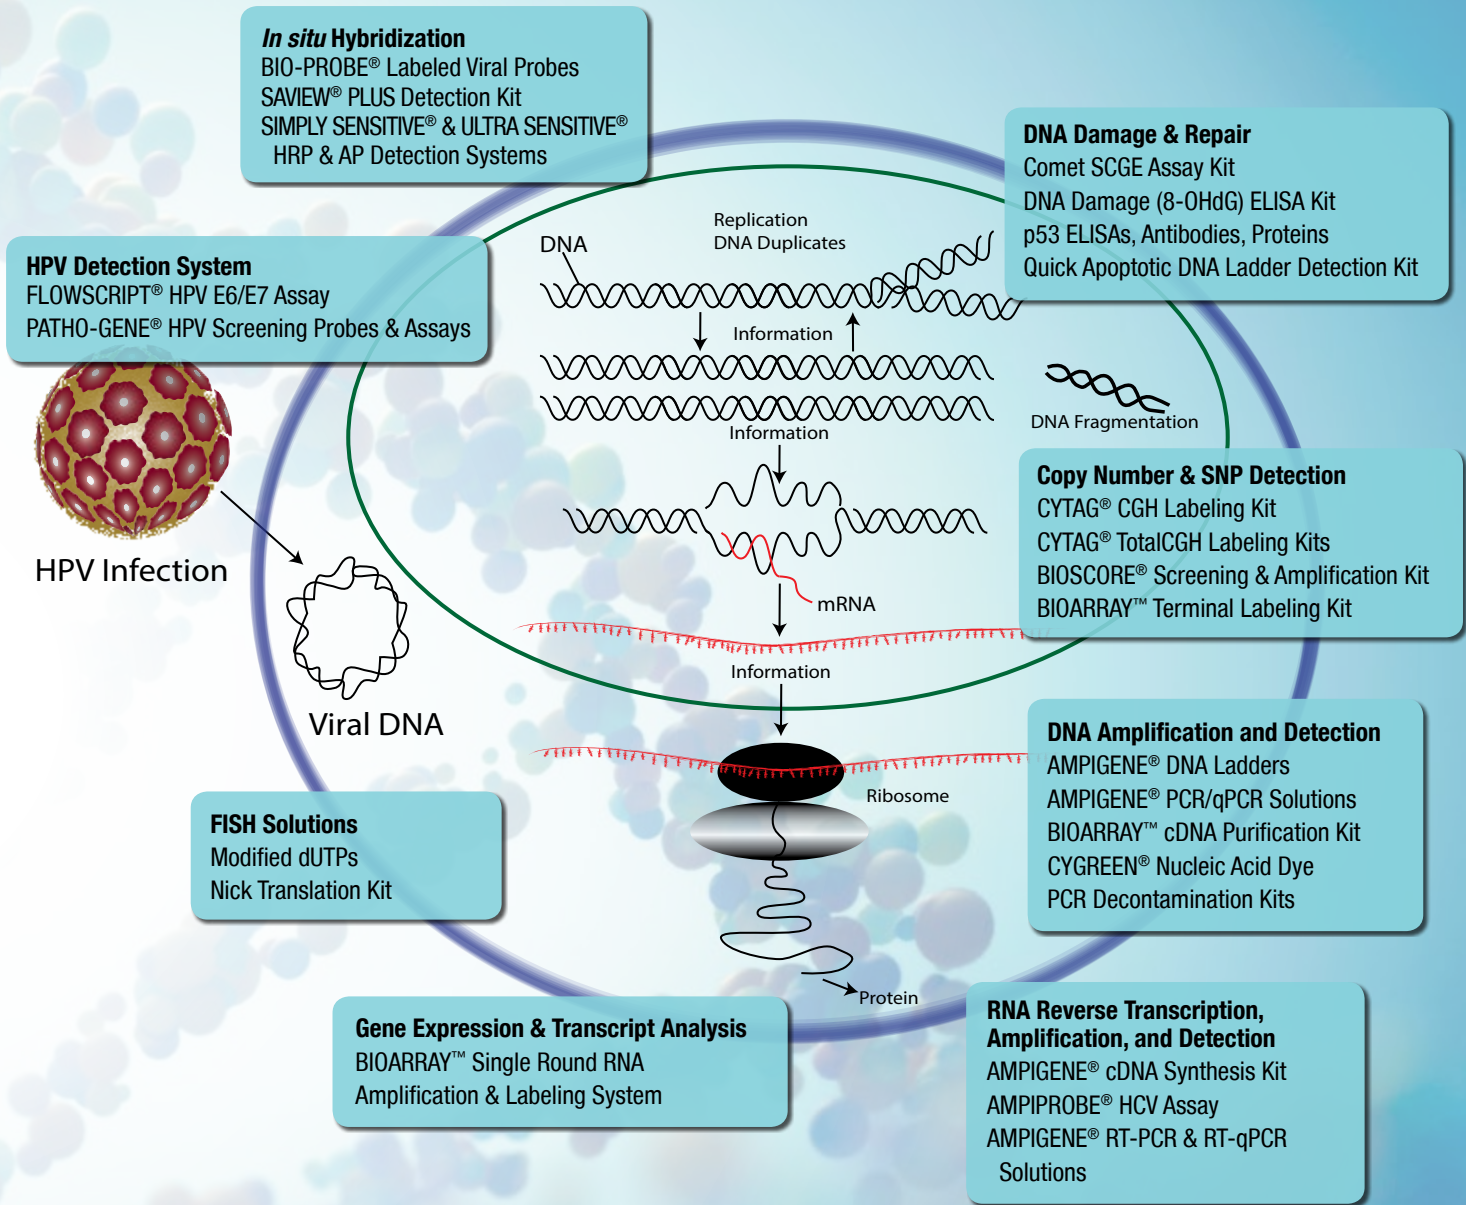 In situ Hybridization
BIO-PROBE® Labeled Viral Probes
SAVIEW® PLUS Detection Kit
SIMPLY SENSITIVE® & ULTRA SENSITIVE®
HRP & AP Detection Systems
DNA Damage & Repair
Comet SCGE Assay Kit
DNA Damage (8-OHdG) ELISA Kit
p53 ELISAs, Antibodies, Proteins
Quick Apoptotic DNA Ladder Detection Kit
HPV Detection System
FLOWSCRIPT® HPV E6/E7 Assay
PATHO-GENE® HPV Screening Probes & Assays
Replication
DNA Duplicates
DNA
Information
Information
DNA Fragmentation
HPV Infection
Viral DNA
mRNA
Information
Copy Number & SNP Detection
CYTAG® CGH Labeling Kit
CYTAG® TotalCGH Labeling Kits
BIOSCORE® Screening & Amplification Kit
BIOARRAY™ Terminal Labeling Kit
Ribosome
Protein
DNA Amplification and Detection
AMPIGENE® DNA Ladders
AMPIGENE® PCR/qPCR Solutions
BIOARRAY™ cDNA Purification Kit
CYGREEN® Nucleic Acid Dye
PCR Decontamination Kits
FISH Solutions
Modified dUTPs
Nick Translation Kit
Gene Expression & Transcript Analysis
BIOARRAY™ Single Round RNA
Amplification & Labeling System
RNA Reverse Transcription,
Amplification, and Detection
AMPIGENE® cDNA Synthesis Kit
AMPIPROBE® HCV Assay
AMPIGENE® RT-PCR & RT-qPCR
Solutions